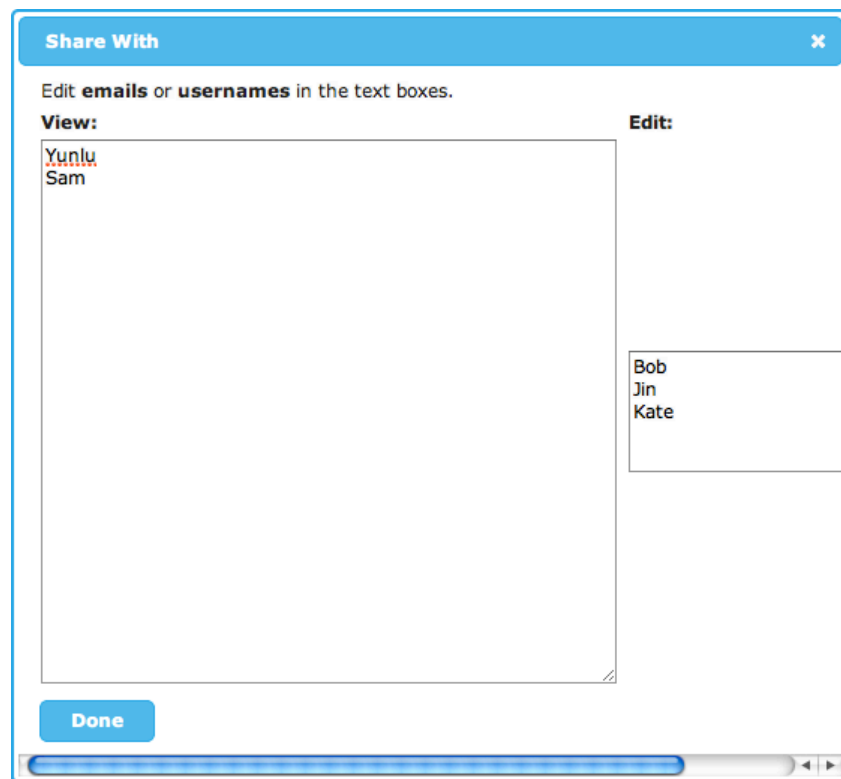 Share With
Edit emails or usernames in the text boxes.
View:
Edit:
Yunlu
Sam
Bob
Jin
Kate
Done